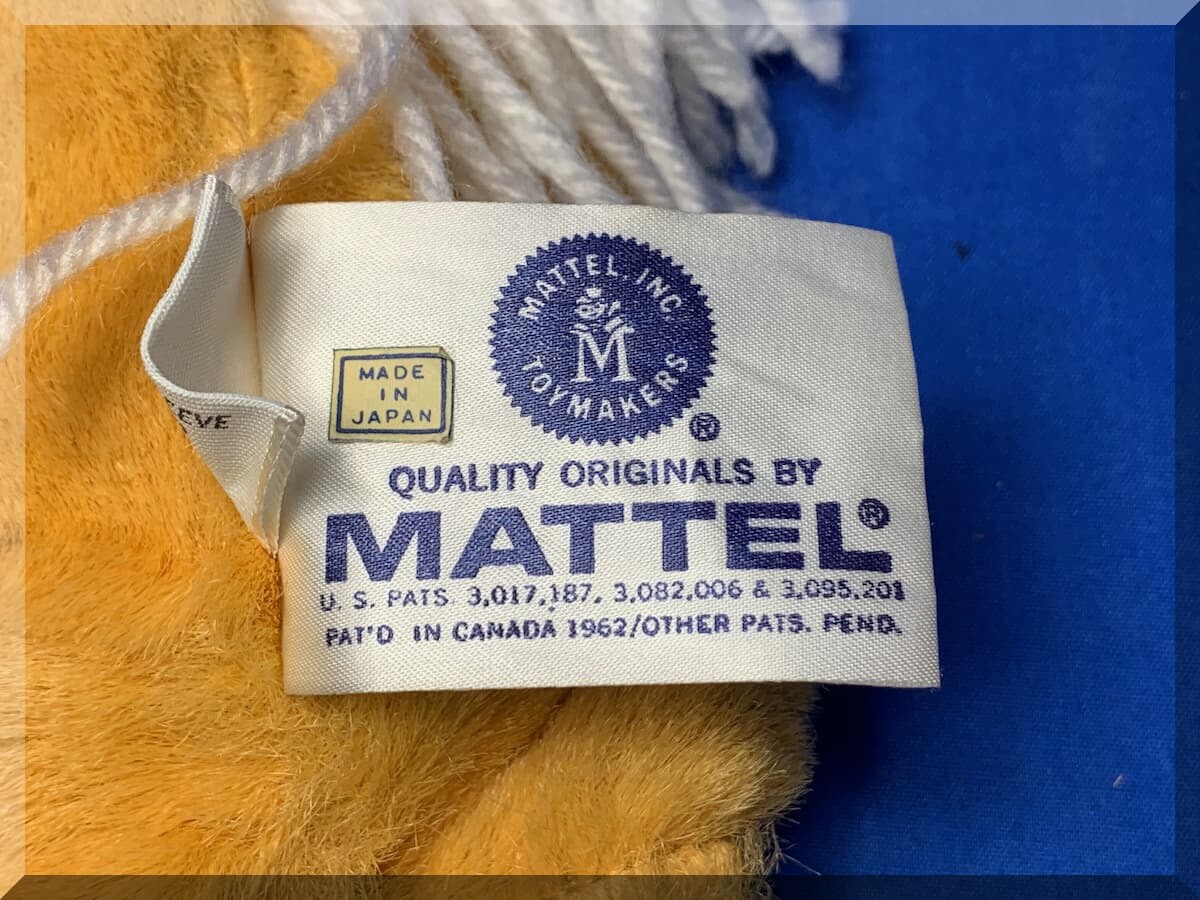 MATTEL, INC.
M
TOYMAKERS
®
MADE
IN
JAPAN
EVE
QUALITY ORIGINALS BY
MATTEL®
U. S. PATS. 3,017,187, 3,082,006 & 3,095,201
PAT'D IN CANADA 1962/OTHER PATS. PEND.